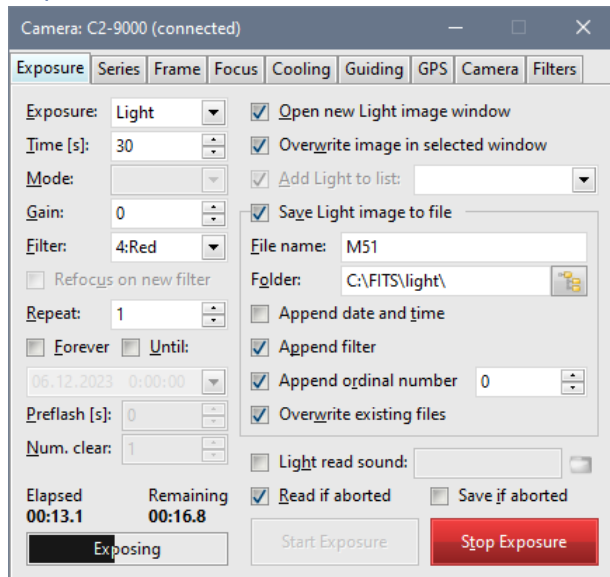 Camera: C2-9000 (connected)
Exposure Series Frame Focus Cooling Guiding GPS Camera Filters
Exposure: Light
Open new Light image window
Time [s]: 30
Overwrite image in selected window
Mode:
Add Light to list:
Gain: 0
Save Light image to file
Filter: 4:Red
File name: M51
Refocus on new filter
Folder: C:\FITS\light\
Repeat: 1
Append date and time
Forever Until:
Append filter
06.12.2023 0:00:00
Append ordinal number 0
Preflash [s]: 0
Overwrite existing files
Num. clear: 1
Light read sound:
Elapsed Remaining
Read if aborted Save if aborted
00:13.1 00:16.8
Exposing
Start Exposure
Stop Exposure